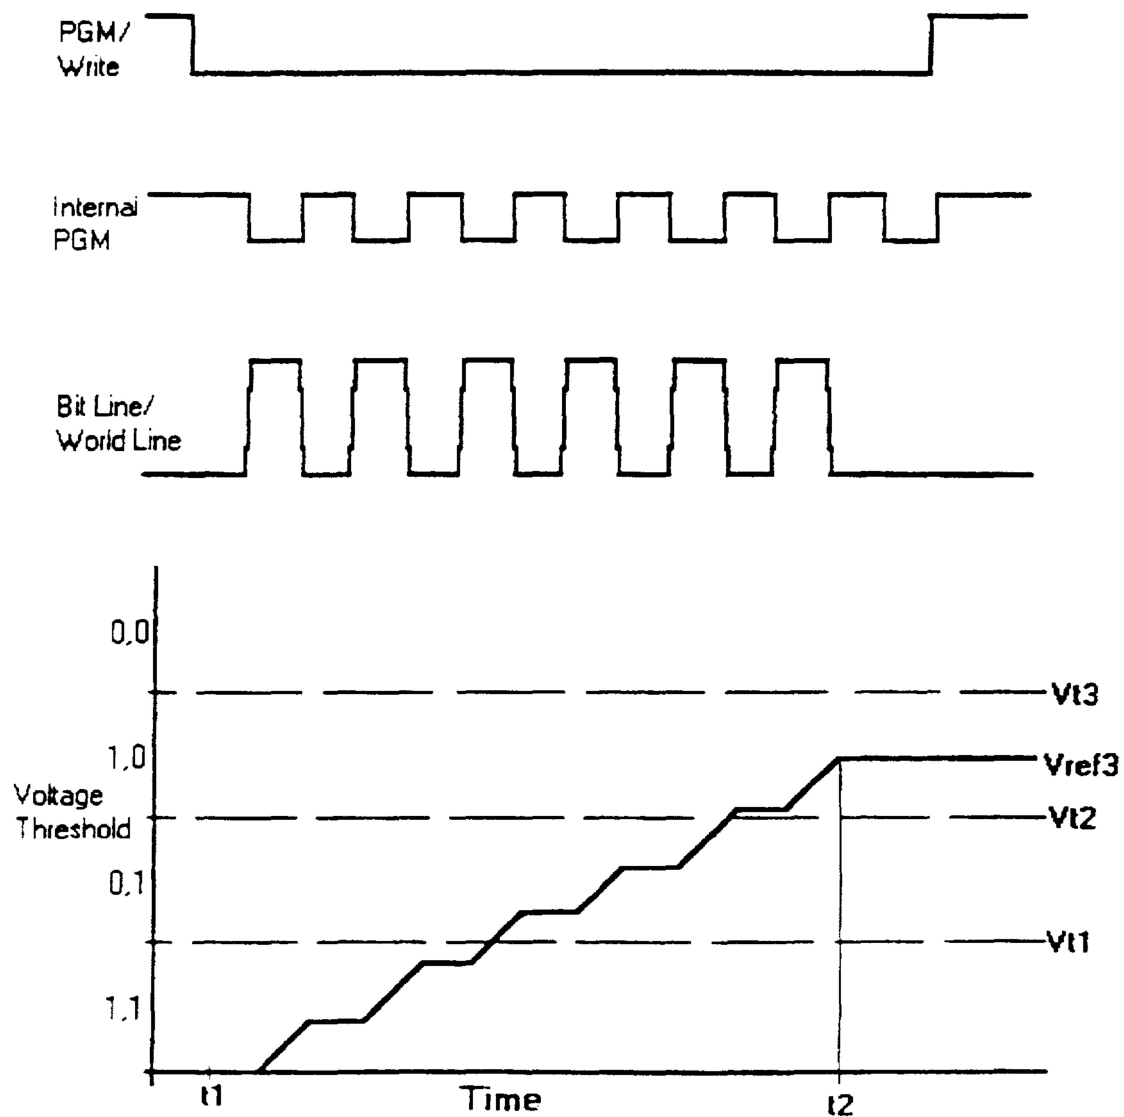 PGM/
Write
Internal
PGM
Bit Line/
World Line
0,0
Vt3
1,0
Vref3
Voltage
Threshold
Vt2
0,1
Vt1
1,1
t1
Time
t2